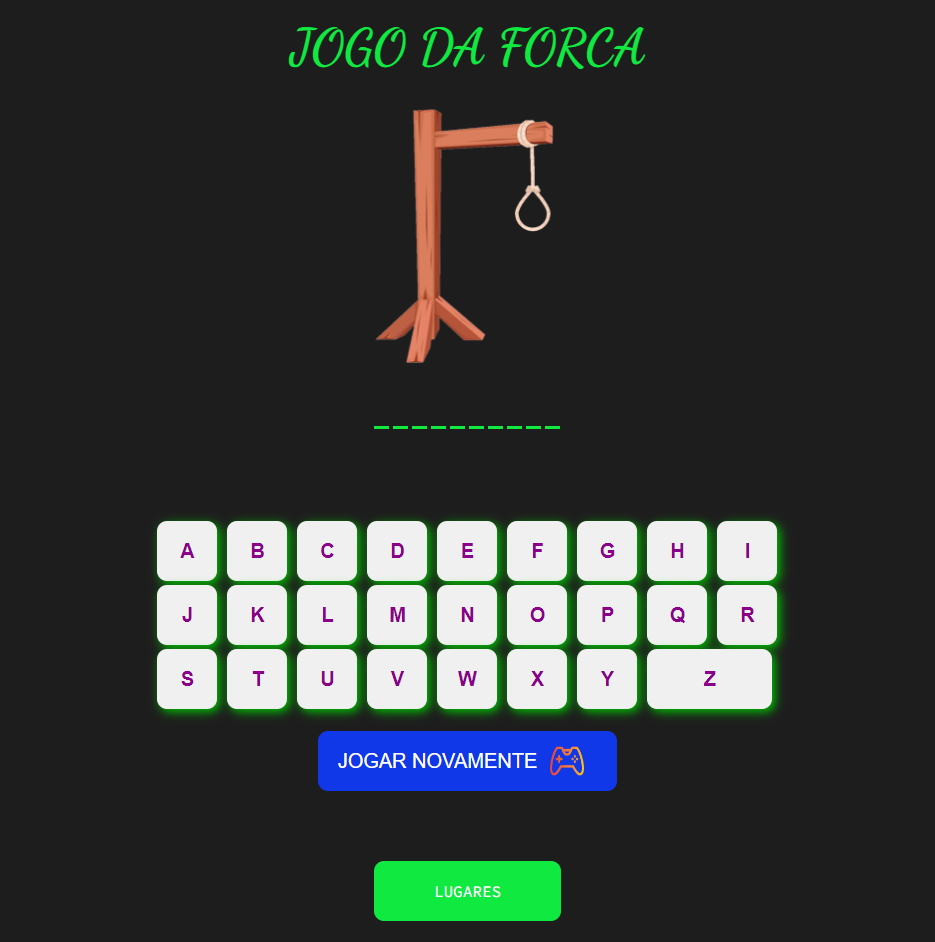 JOGO DA FORCA
A B C D E F G H I
J K L M N O P Q R
S T U V W X Y Z
JOGAR NOVAMENTE
LUGARES